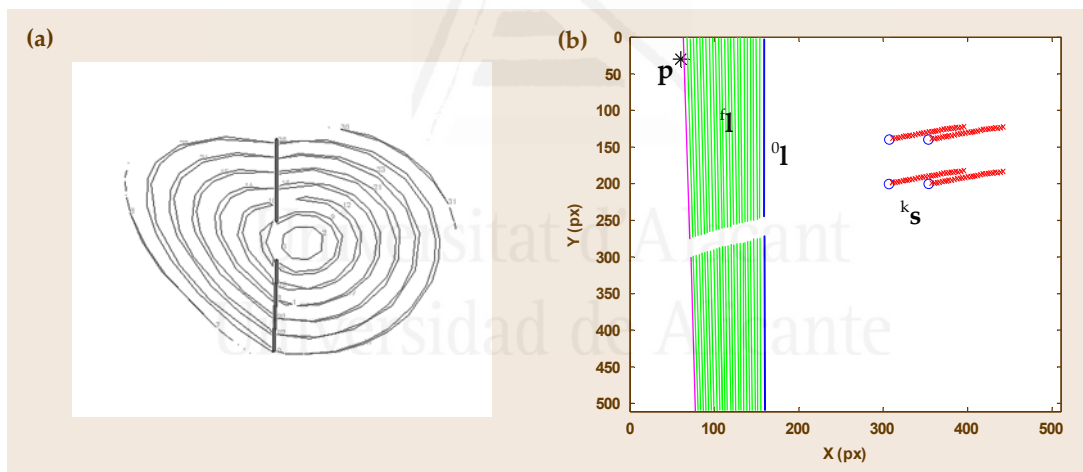 (a)
(b)
0
50
100
150
200
250
300
350
400
450
500
Y (px)
p
ᶠl
⁰l
ᵏs
0
100
200
300
400
500
X (px)
Universitat d'Alacant
Universidad de Alicante